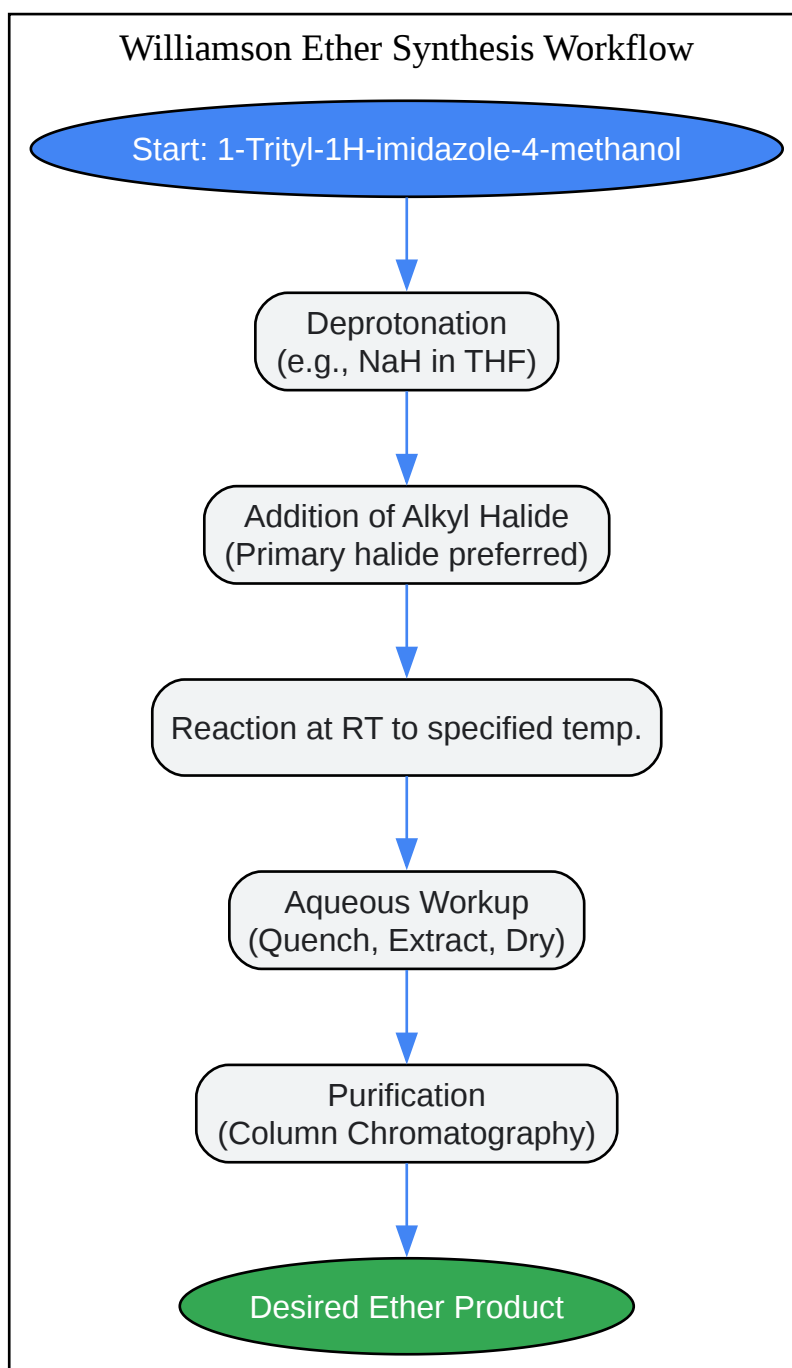 Williamson Ether Synthesis Workflow
Start: 1-Trityl-1H-imidazole-4-methanol
Deprotonation
(e.g., NaH in THF)
Addition of Alkyl Halide
(Primary halide preferred)
Reaction at RT to specified temp.
Aqueous Workup
(Quench, Extract, Dry)
Purification
(Column Chromatography)
Desired Ether Product